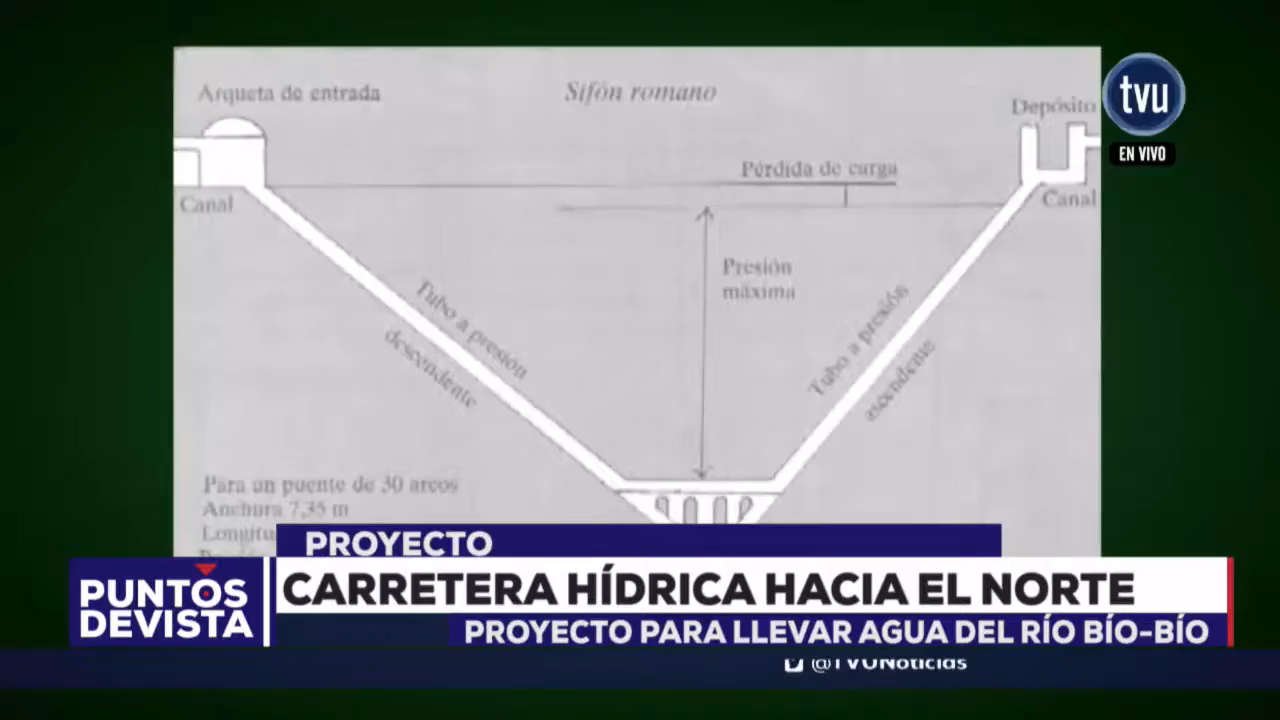 Arqueta de entrada
Sifón romano
Depósito
tvu
EN VIVO
Pérdida de carga
Canal
Canal
Presión
máxima
Tubo a presión
descendente
Tubo a presión
ascendente
Para un puente de 30 arcos
Anchura 7,35 m
PROYECTO
PUNTOS
DE VISTA
CARRETERA HÍDRICA HACIA EL NORTE
PROYECTO PARA LLEVAR AGUA DEL RÍO BÍO-BÍO
@TVUNoticias